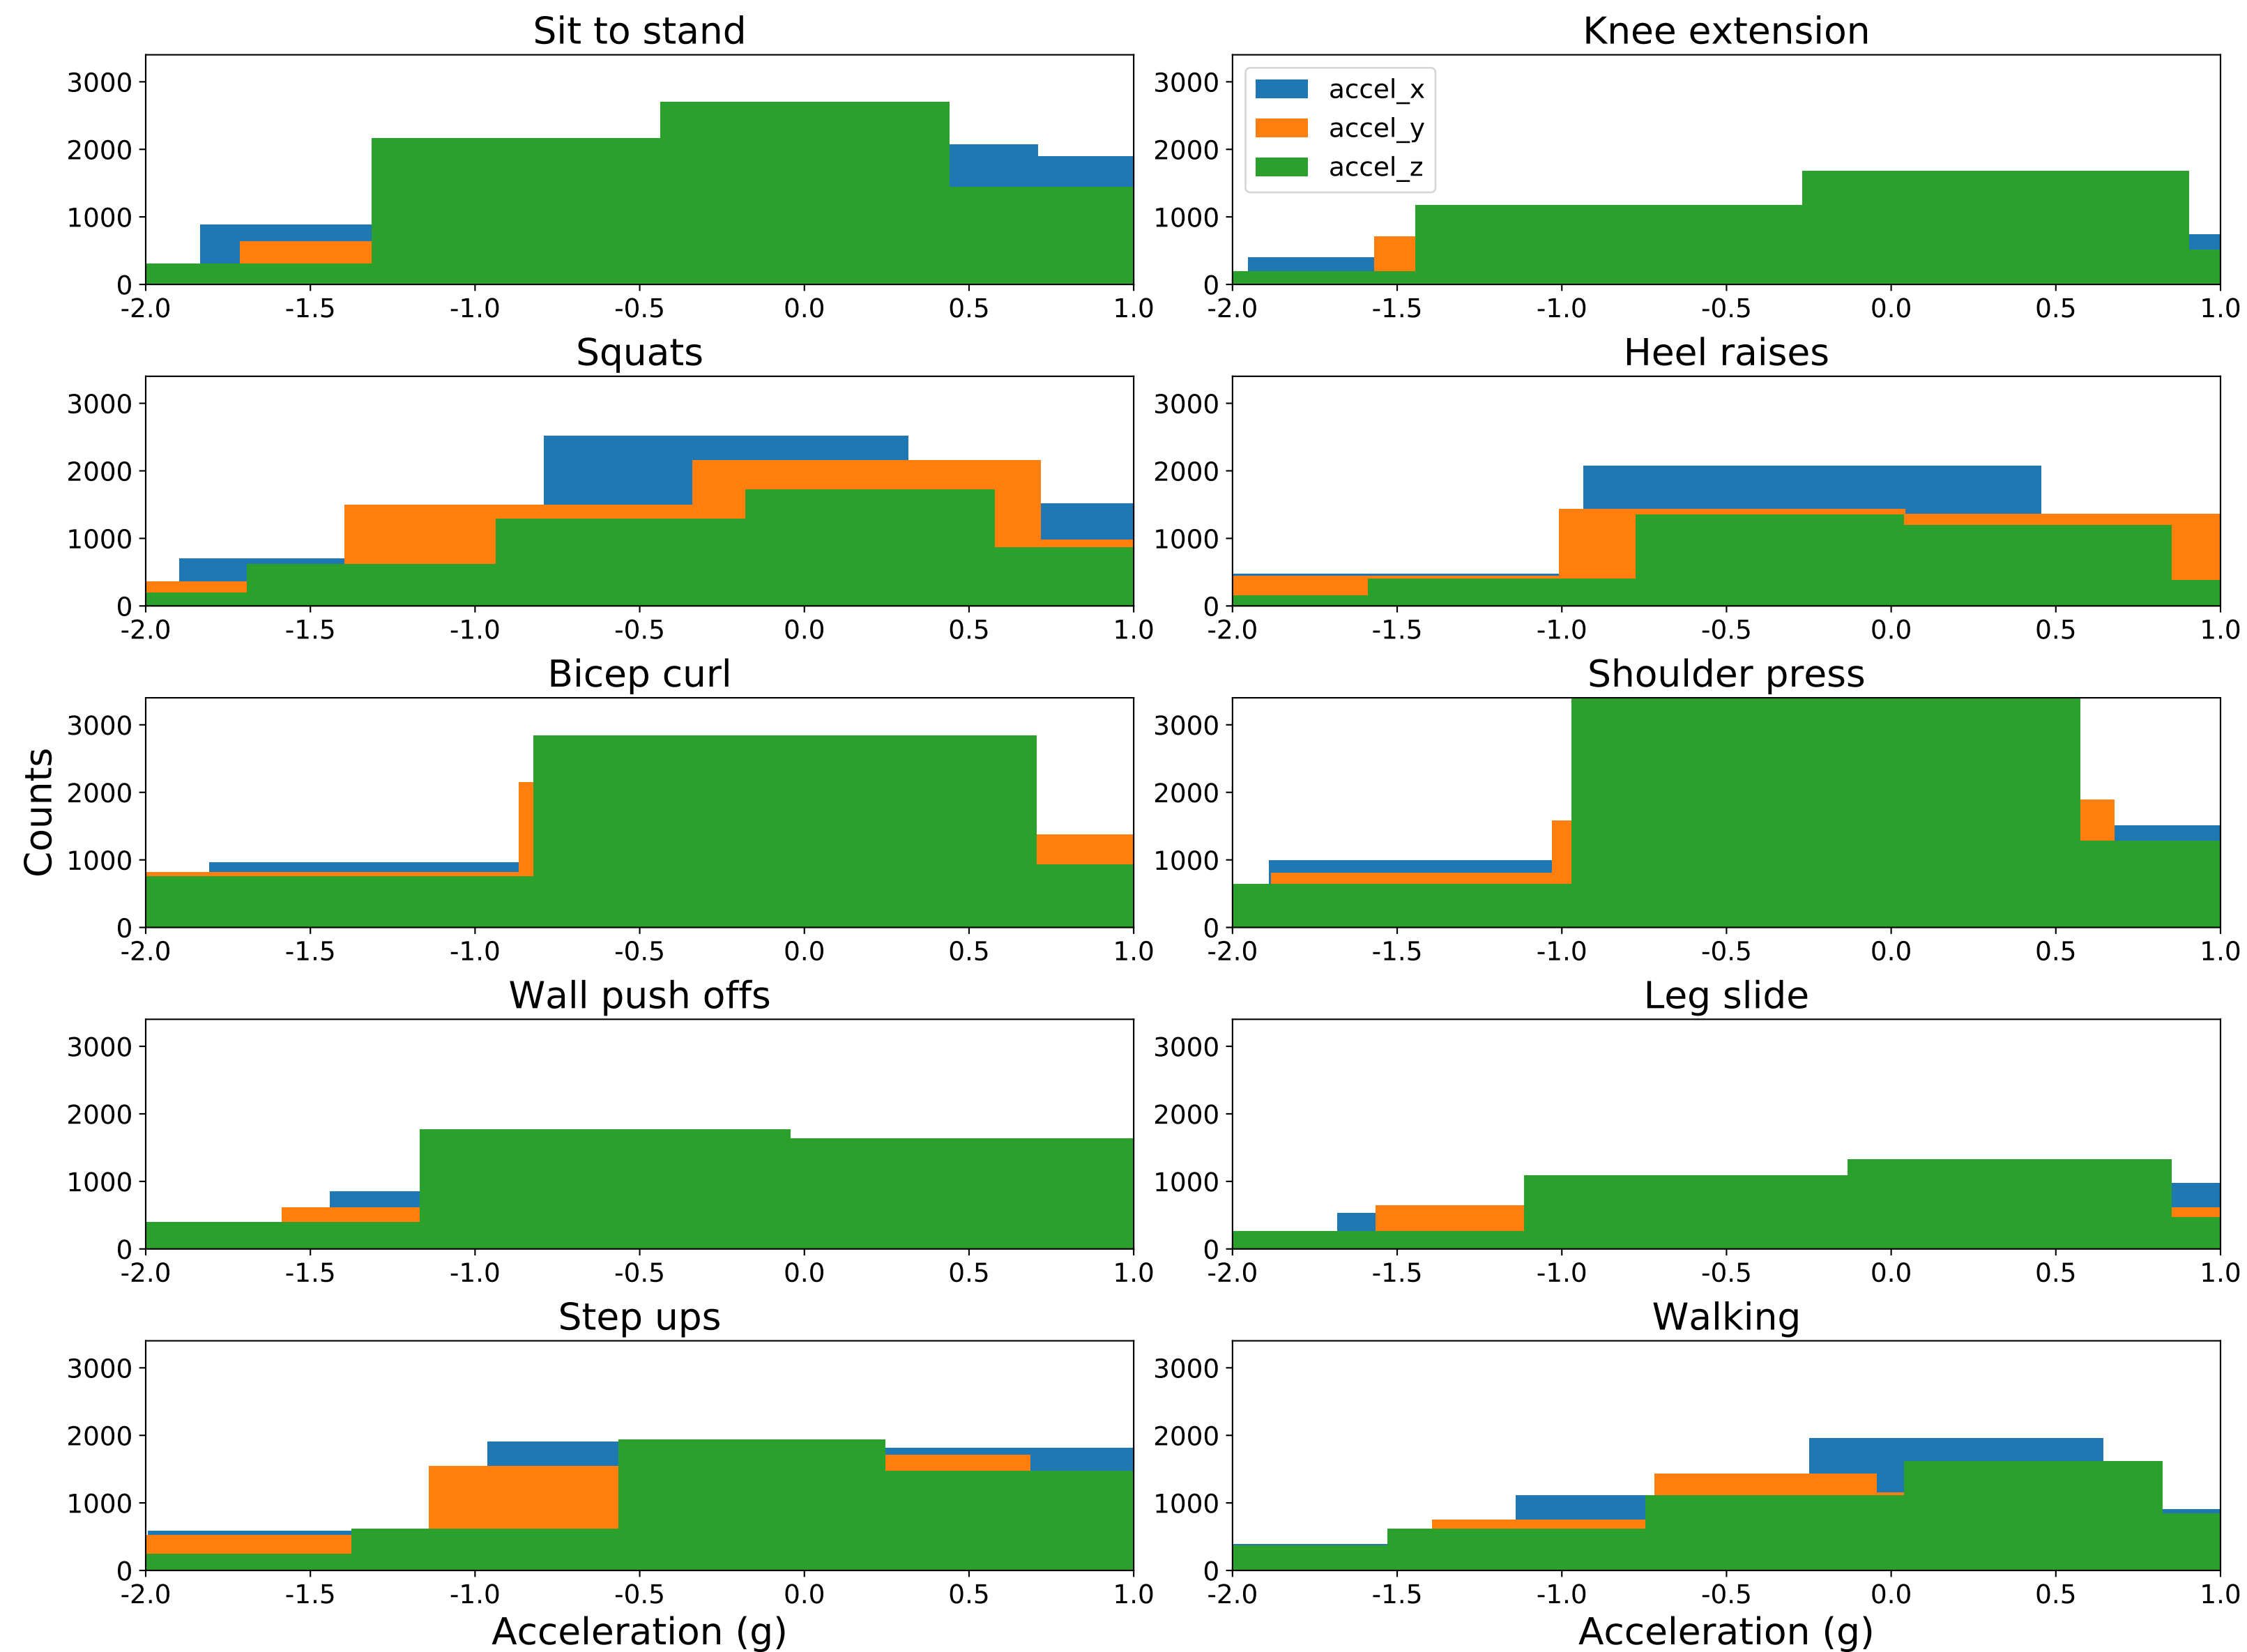 Sit to stand
3000
2000
1000
0
-2.0 -1.5 -1.0 -0.5 0.0 0.5 1.0
Knee extension
accel_x
accel_y
accel_z
3000
2000
1000
0
-2.0 -1.5 -1.0 -0.5 0.0 0.5 1.0
Squats
3000
2000
1000
0
-2.0 -1.5 -1.0 -0.5 0.0 0.5 1.0
Heel raises
3000
2000
1000
0
-2.0 -1.5 -1.0 -0.5 0.0 0.5 1.0
Counts
Bicep curl
3000
2000
1000
0
-2.0 -1.5 -1.0 -0.5 0.0 0.5 1.0
Shoulder press
3000
2000
1000
0
-2.0 -1.5 -1.0 -0.5 0.0 0.5 1.0
Wall push offs
3000
2000
1000
0
-2.0 -1.5 -1.0 -0.5 0.0 0.5 1.0
Leg slide
3000
2000
1000
0
-2.0 -1.5 -1.0 -0.5 0.0 0.5 1.0
Step ups
3000
2000
1000
0
-2.0 -1.5 -1.0 -0.5 0.0 0.5 1.0
Acceleration (g)
Walking
3000
2000
1000
0
-2.0 -1.5 -1.0 -0.5 0.0 0.5 1.0
Acceleration (g)